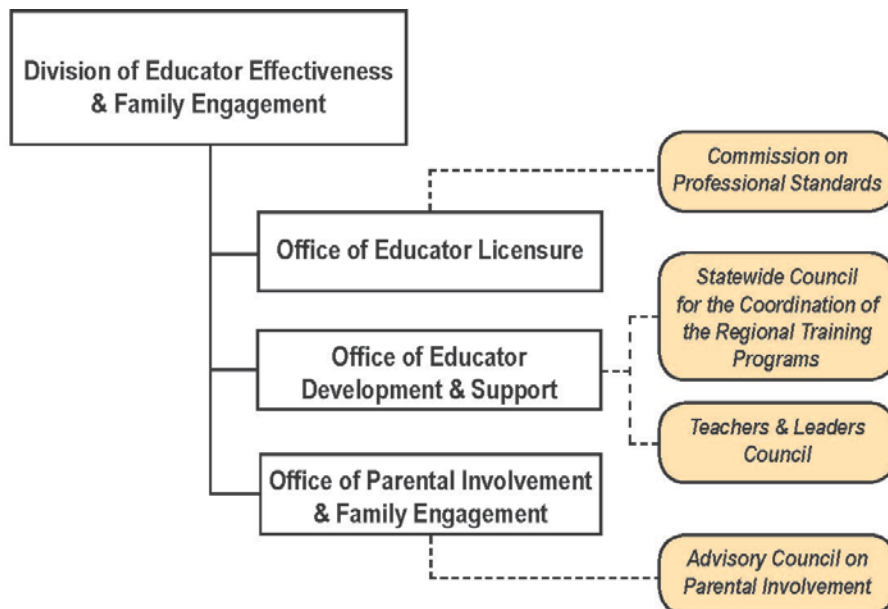 Division of Educator Effectiveness
& Family Engagement
Commission on
Professional Standards
Office of Educator Licensure
Statewide Council
for the Coordination of
the Regional Training
Programs
Office of Educator
Development & Support
Teachers & Leaders
Council
Office of Parental Involvement
& Family Engagement
Advisory Council on
Parental Involvement